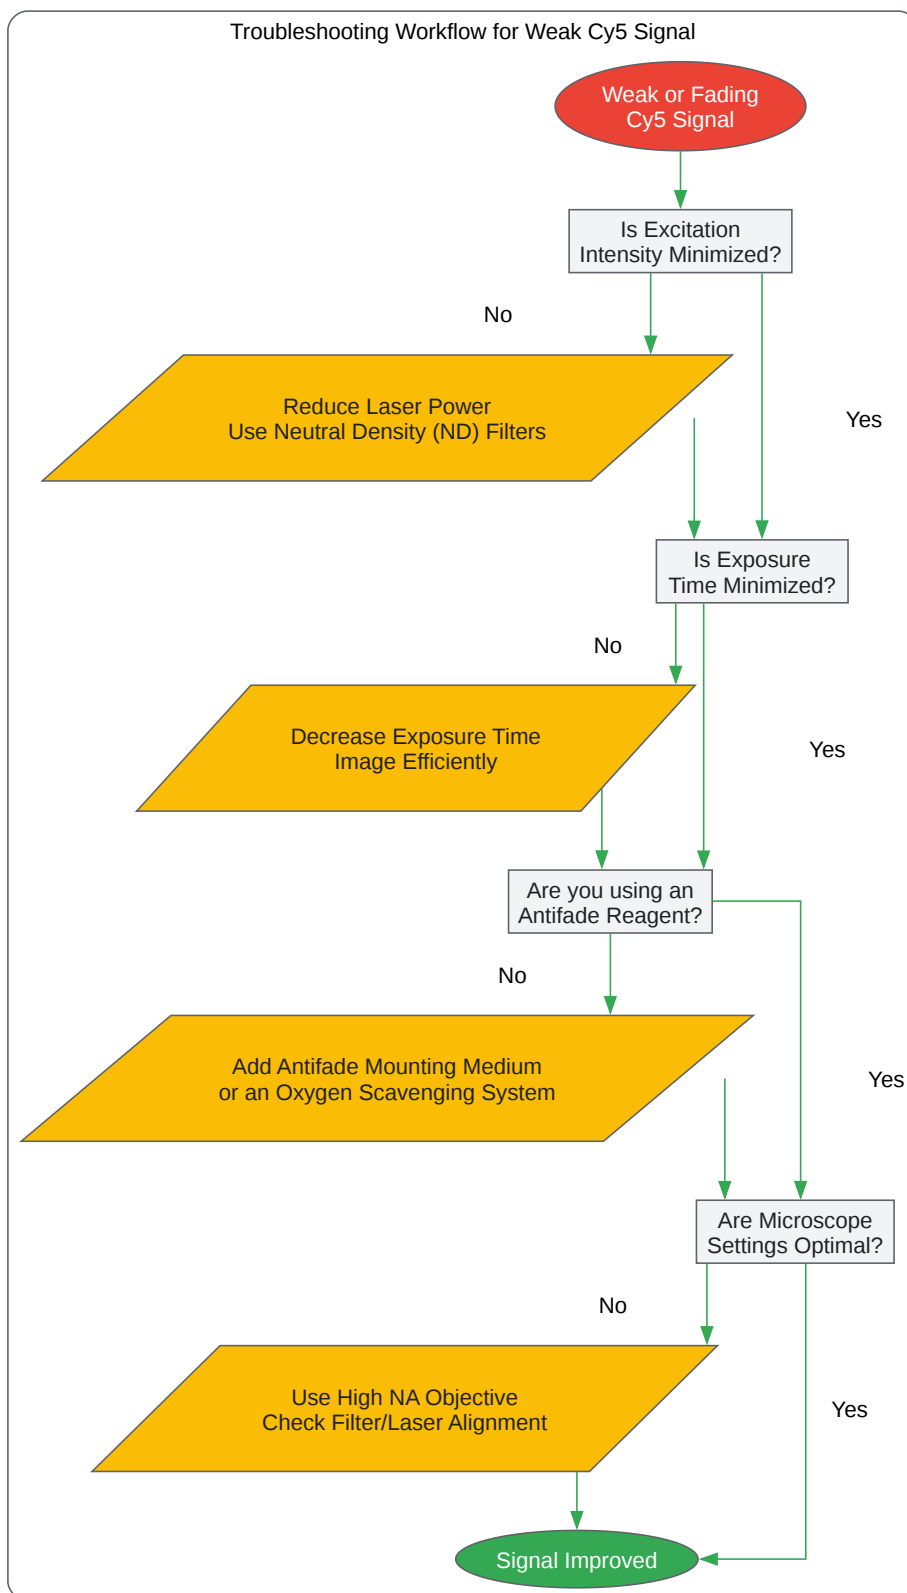 Troubleshooting Workflow for Weak Cy5 Signal
Weak or Fading
Cy5 Signal
Is Excitation
Intensity Minimized?
No
Reduce Laser Power
Use Neutral Density (ND) Filters
Yes
Is Exposure
Time Minimized?
No
Decrease Exposure Time
Image Efficiently
Yes
Are you using an
Antifade Reagent?
No
Add Antifade Mounting Medium
or an Oxygen Scavenging System
Yes
Are Microscope
Settings Optimal?
No
Use High NA Objective
Check Filter/Laser Alignment
Yes
Signal Improved